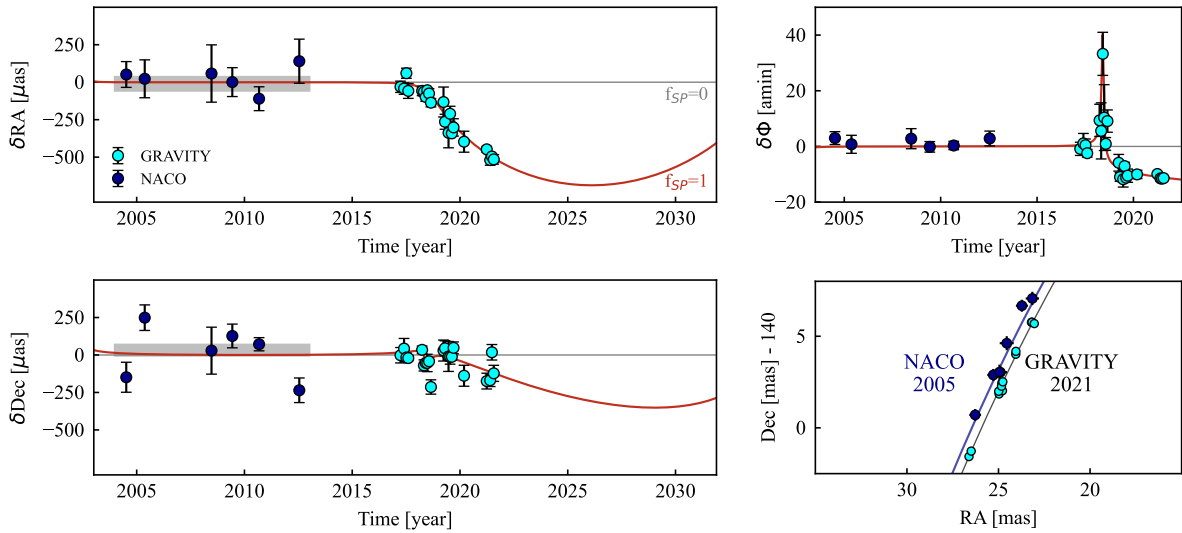 δRA [μas]
250
0
−250
−500
f_SP=0
f_SP=1
GRAVITY
NACO
2005
2010
2015
2020
2025
2030
Time [year]
δΦ [amin]
40
20
0
−20
2005
2010
2015
2020
Time [year]
δDec [μas]
250
0
−250
−500
2005
2010
2015
2020
2025
2030
Time [year]
Dec [mas] - 140
5
0
NACO
2005
GRAVITY
2021
30
25
20
RA [mas]